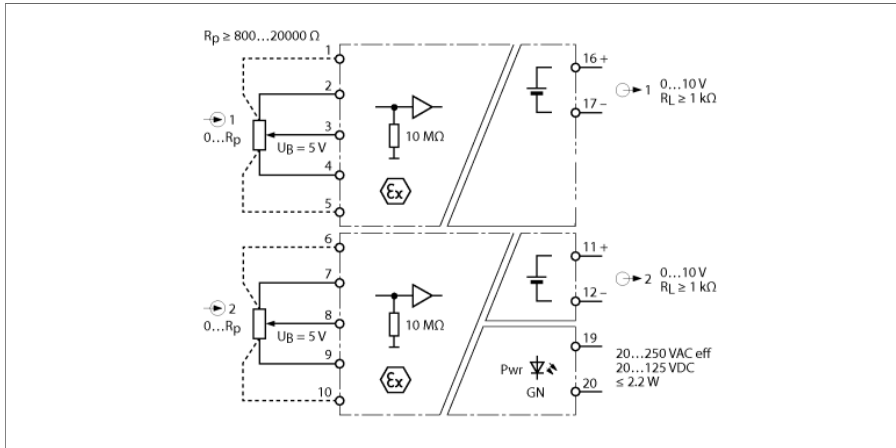 Rp ≥ 800...20000 Ω
1
2
3
4
5
1
0...Rp
UB = 5 V
10 MΩ
Ex
16 +
17 –
1 0...10 V
RL ≥ 1 kΩ
6
7
8
9
10
2
0...Rp
UB = 5 V
10 MΩ
Ex
11 +
12 –
2 0...10 V
RL ≥ 1 kΩ
19
20
Pwr
GN
20...250 VAC eff
20...125 VDC
≤ 2.2 W